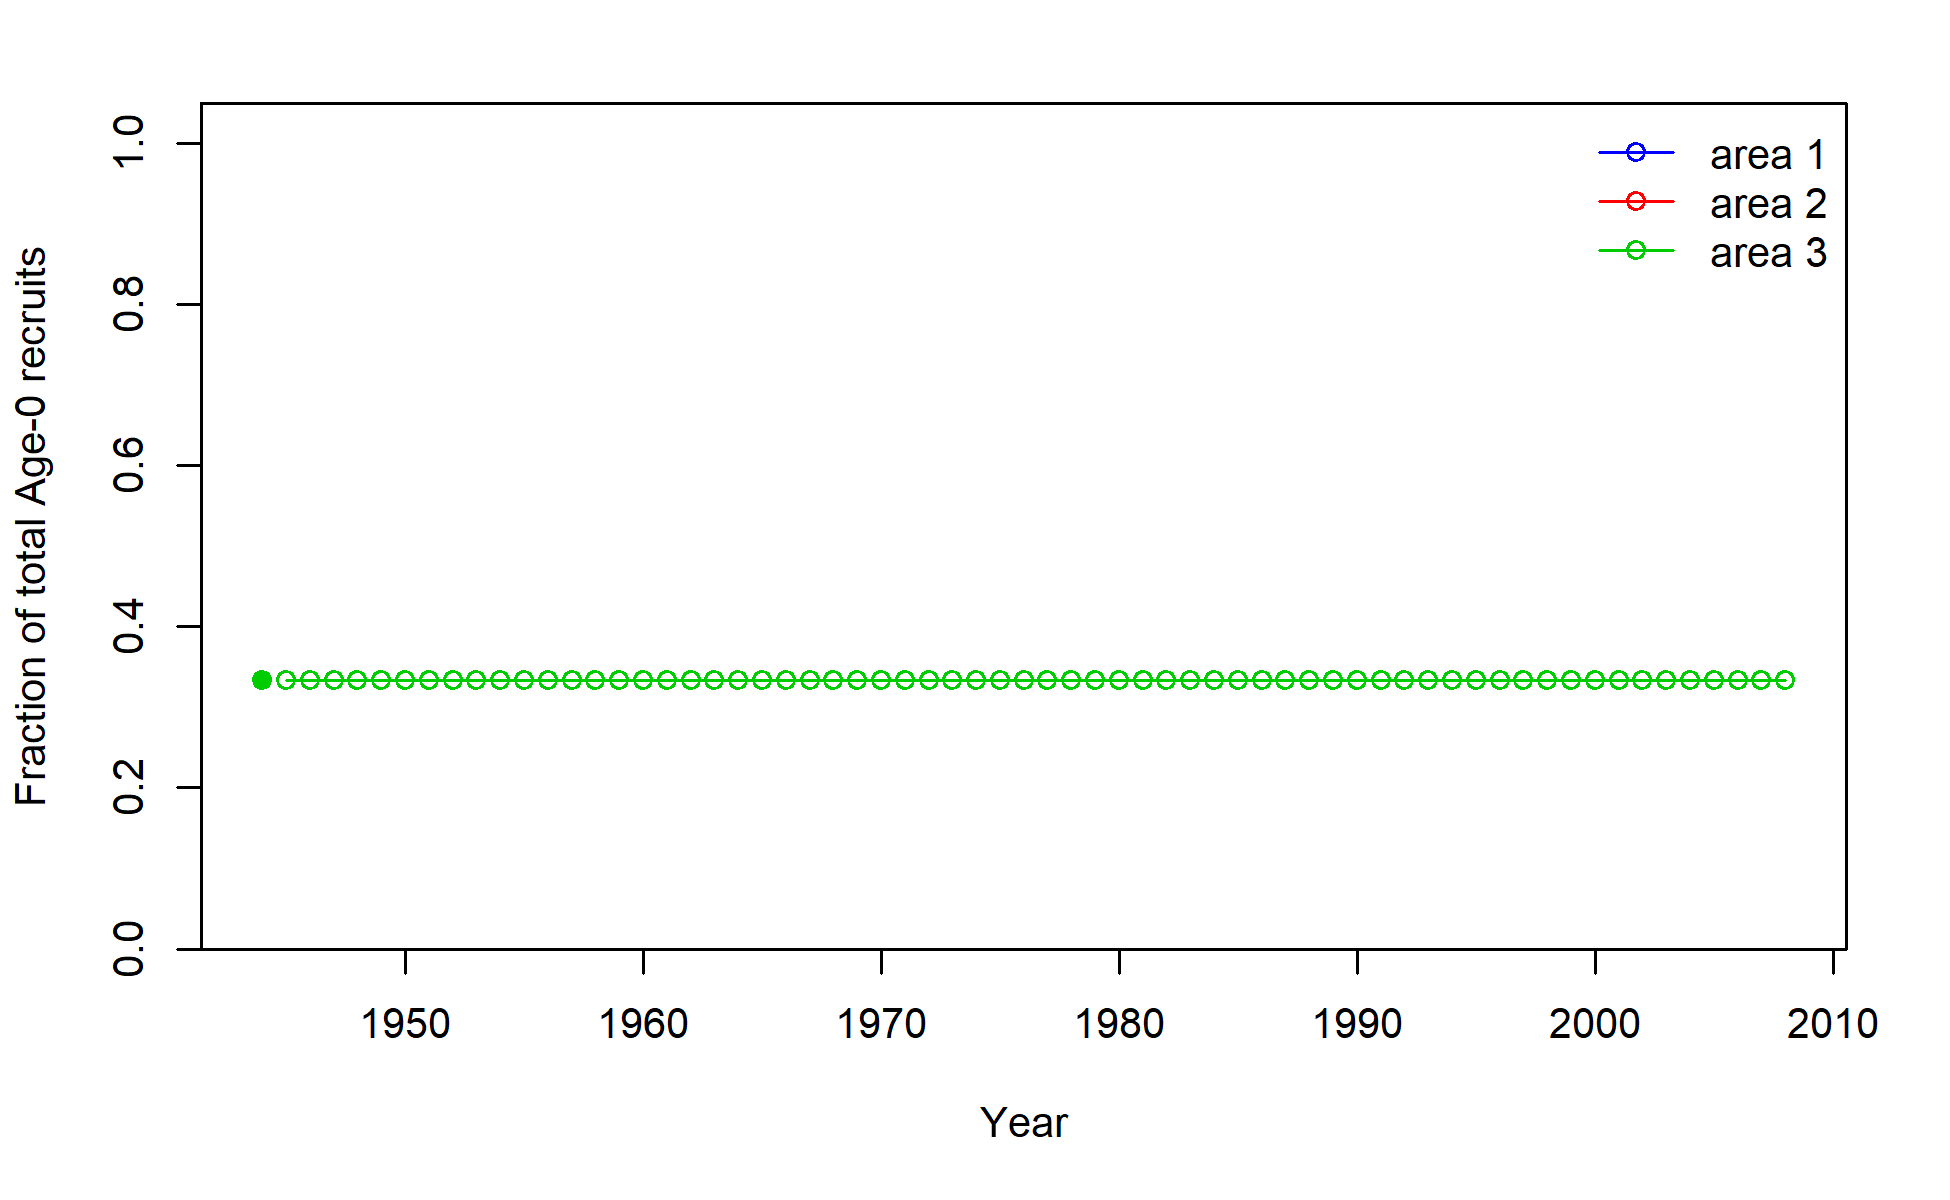 Fraction of total Age-0 recruits
1.0
0.8
0.6
0.4
0.2
0.0
area 1
area 2
area 3
1950 1960 1970 1980 1990 2000 2010
Year